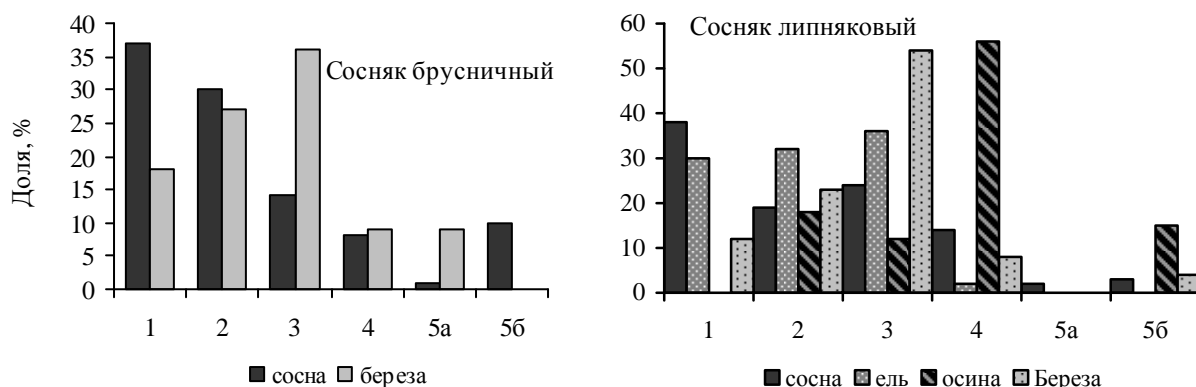 Доля, %
40
35
30
25
20
15
10
5
0
Сосняк брусничный
1 2 3 4 5а 5б
сосна береза
60
50
40
30
20
10
0
Сосняк липняковый
1 2 3 4 5а 5б
сосна ель осина Береза